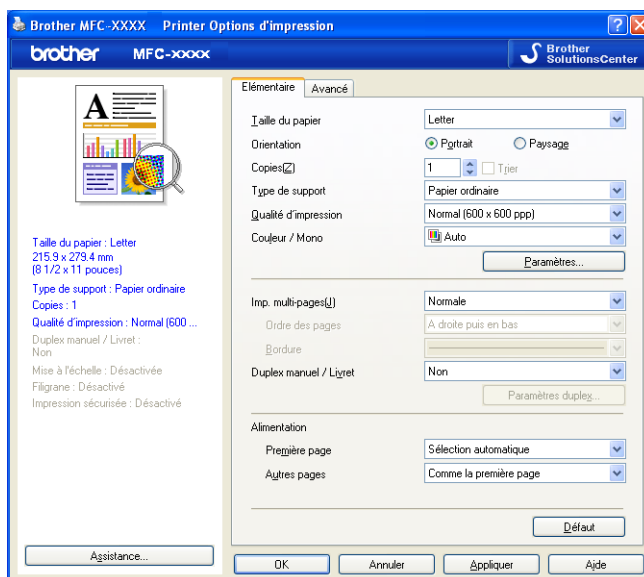 Brother MFC-XXXX Printer Options d'impression
brother MFC-xxxx
Brother
SolutionsCenter
A
Taille du papier : Letter
215.9 x 279.4 mm
(8 1/2 x 11 pouces)
Type de support : Papier ordinaire
Copies : 1
Qualité d'impression : Normal (600 ...
Duplex manuel / Livret :
Non
Mise à l'échelle : Désactivée
Filigrane : Désactivé
Impression sécurisée : Désactivé
Assistance...
Elémentaire Avancé
Taille du papier Letter
Orientation Portrait Paysage
Copies(Z) 1 Trier
Type de support Papier ordinaire
Qualité d'impression Normal (600 x 600 ppp)
Couleur / Mono Auto
Paramètres...
Imp. multi-pages(J) Normale
Ordre des pages A droite puis en bas
Bordure
Duplex manuel / Livret Non
Paramètres duplex...
Alimentation
Première page Sélection automatique
Autres pages Comme la première page
Défaut
OK Annuler Appliquer Ajde